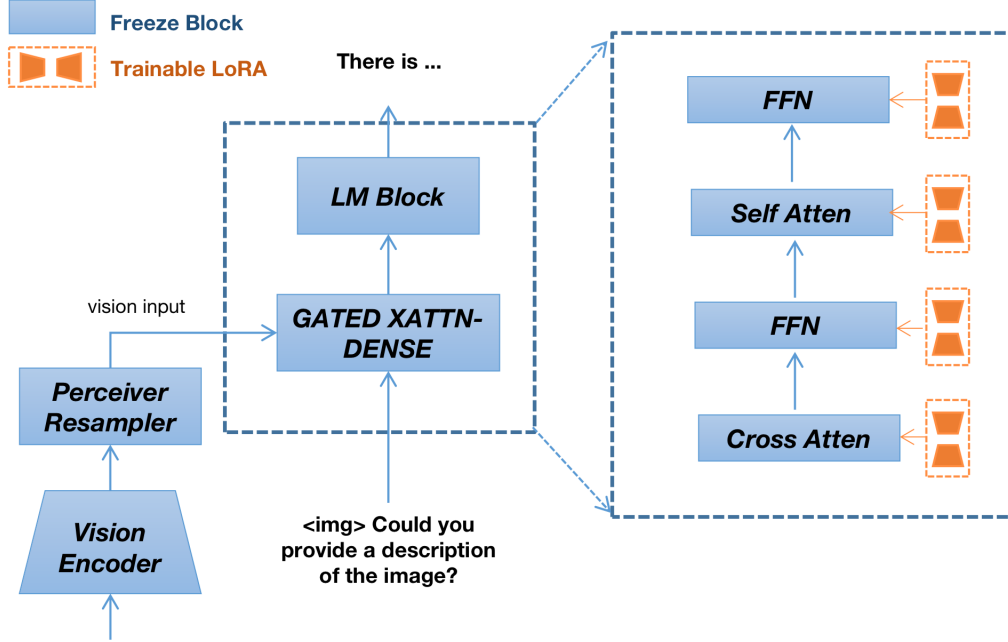 Freeze Block
Trainable LoRA
There is ...
LM Block
GATED XATTN-
DENSE
vision input
Perceiver
Resampler
Vision
Encoder
<img> Could you
provide a description
of the image?
FFN
Self Atten
FFN
Cross Atten